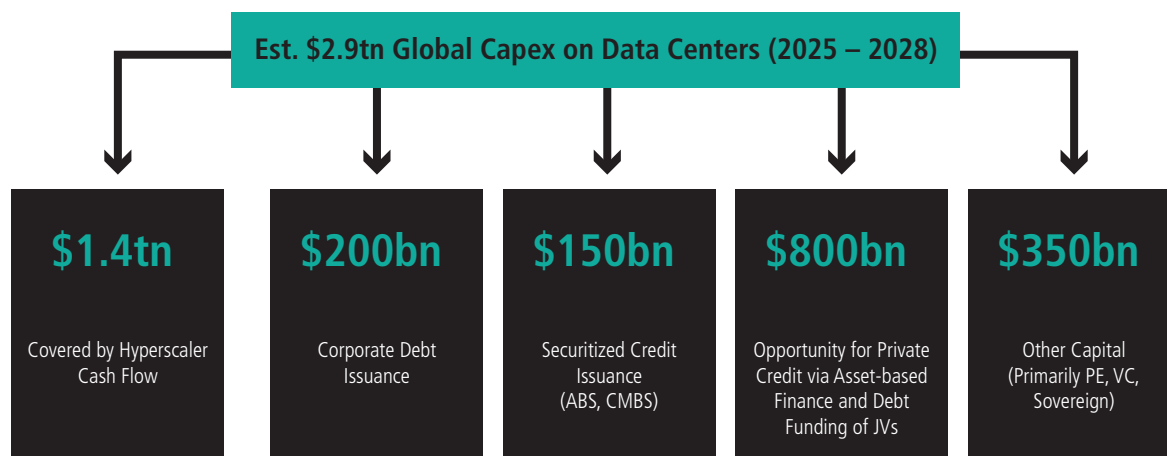 Est. $2.9tn Global Capex on Data Centers (2025 – 2028)
$1.4tn
Covered by Hyperscaler
Cash Flow
$200bn
Corporate Debt
Issuance
$150bn
Securitized Credit
Issuance
(ABS, CMBS)
$800bn
Opportunity for Private
Credit via Asset-based
Finance and Debt
Funding of JVs
$350bn
Other Capital
(Primarily PE, VC,
Sovereign)